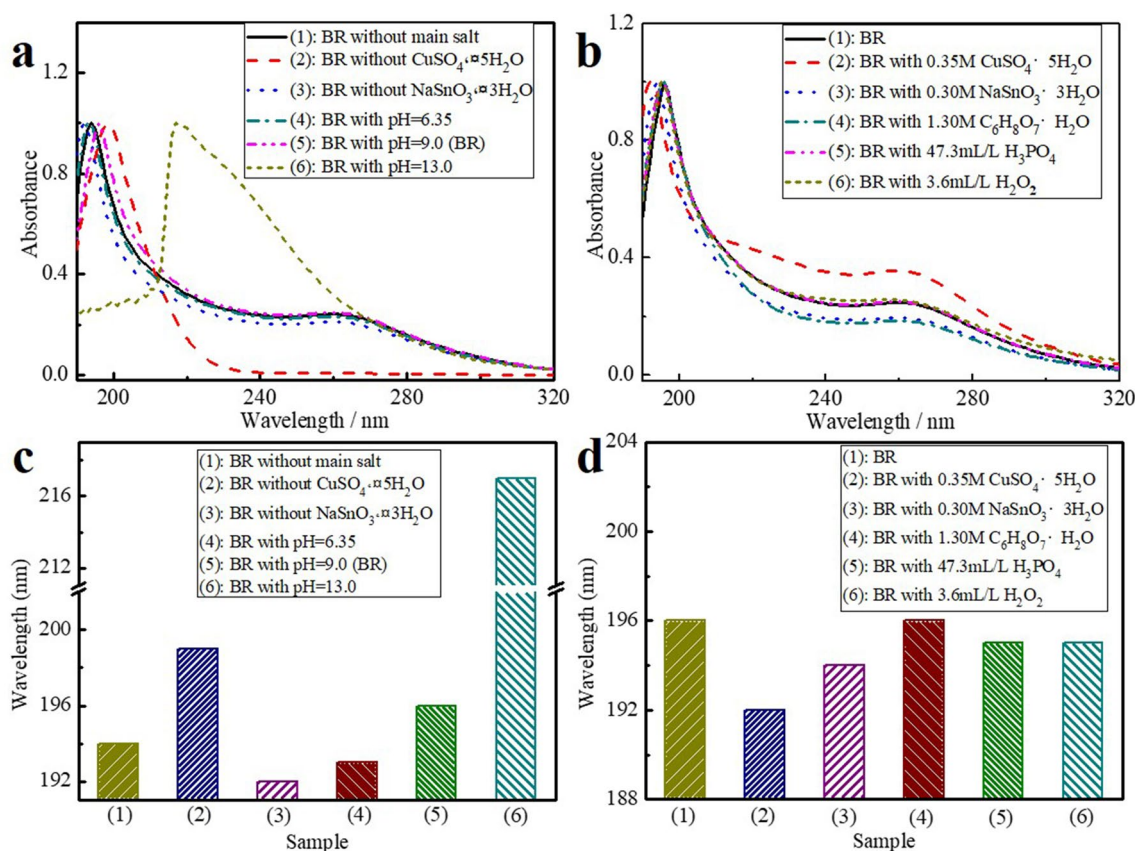 a
(1): BR without main salt
(2): BR without CuSO₄·¤5H₂O
(3): BR without NaSnO₃·¤3H₂O
(4): BR with pH=6.35
(5): BR with pH=9.0 (BR)
(6): BR with pH=13.0
1.2
0.8
0.4
0.0
Absorbance
200
240
280
320
Wavelength / nm
b
(1): BR
(2): BR with 0.35M CuSO₄· 5H₂O
(3): BR with 0.30M NaSnO₃· 3H₂O
(4): BR with 1.30M C₆H₈O₇· H₂O
(5): BR with 47.3mL/L H₃PO₄
(6): BR with 3.6mL/L H₂O₂
1.2
0.8
0.4
0.0
Absorbance
200
240
280
320
Wavelength / nm
c
(1): BR without main salt
(2): BR without CuSO₄·¤5H₂O
(3): BR without NaSnO₃·¤3H₂O
(4): BR with pH=6.35
(5): BR with pH=9.0 (BR)
(6): BR with pH=13.0
216
212
200
196
192
Wavelength (nm)
(1)
(2)
(3)
(4)
(5)
(6)
Sample
d
(1): BR
(2): BR with 0.35M CuSO₄· 5H₂O
(3): BR with 0.30M NaSnO₃· 3H₂O
(4): BR with 1.30M C₆H₈O₇· H₂O
(5): BR with 47.3mL/L H₃PO₄
(6): BR with 3.6mL/L H₂O₂
204
200
196
192
188
Wavelength (nm)
(1)
(2)
(3)
(4)
(5)
(6)
Sample